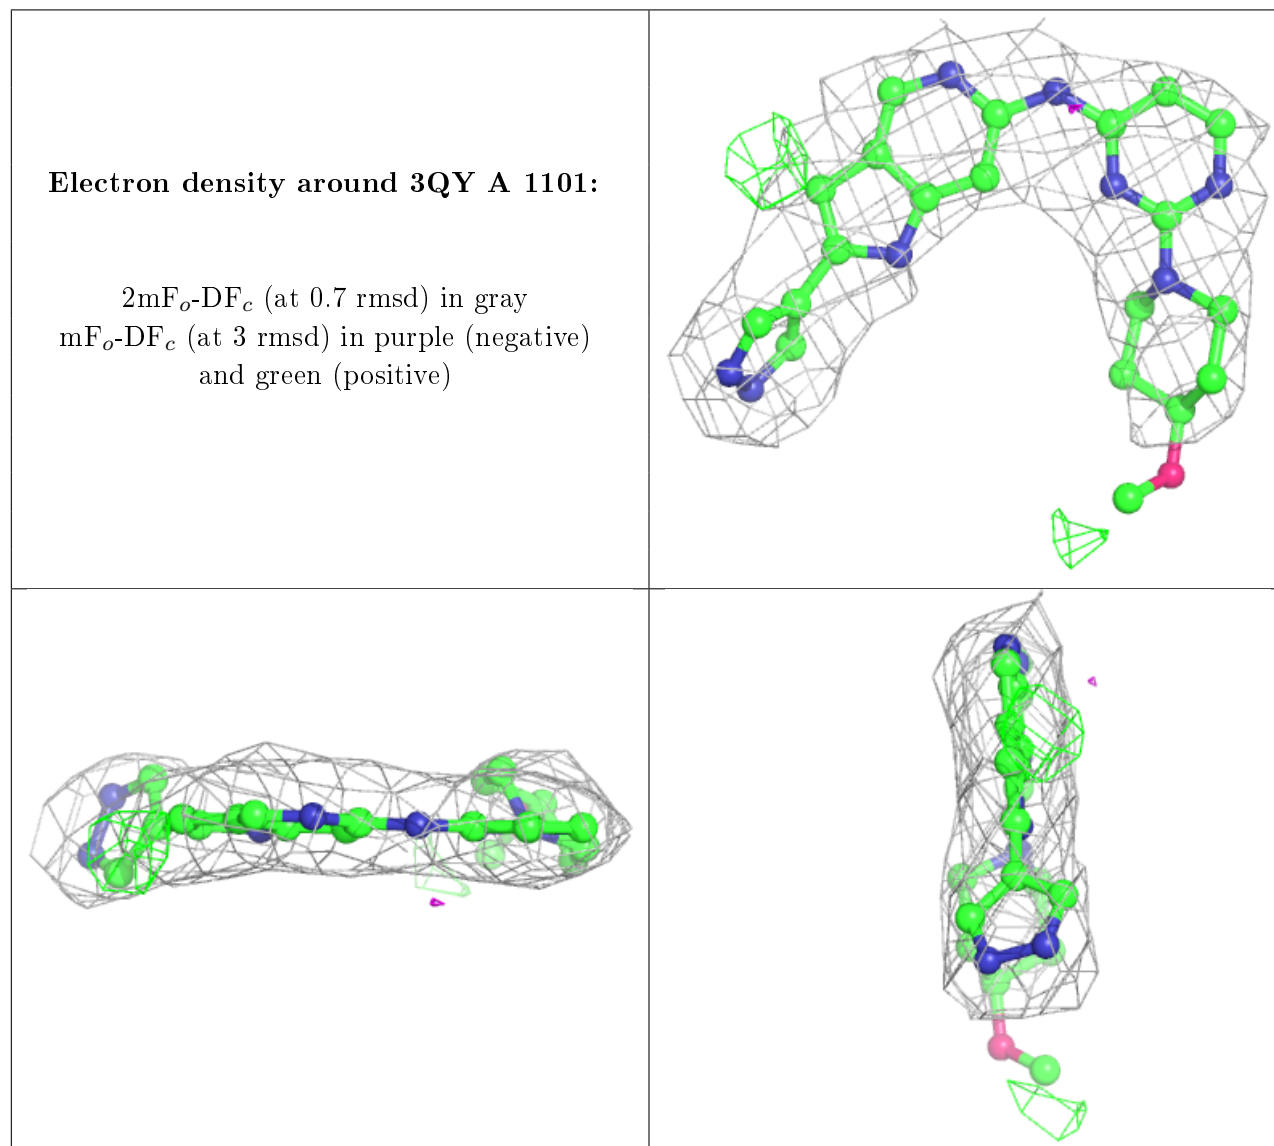 Electron density around 3QY A 1101:
2mFo-DFc (at 0.7 rmsd) in gray
mFo-DFc (at 3 rmsd) in purple (negative)
and green (positive)